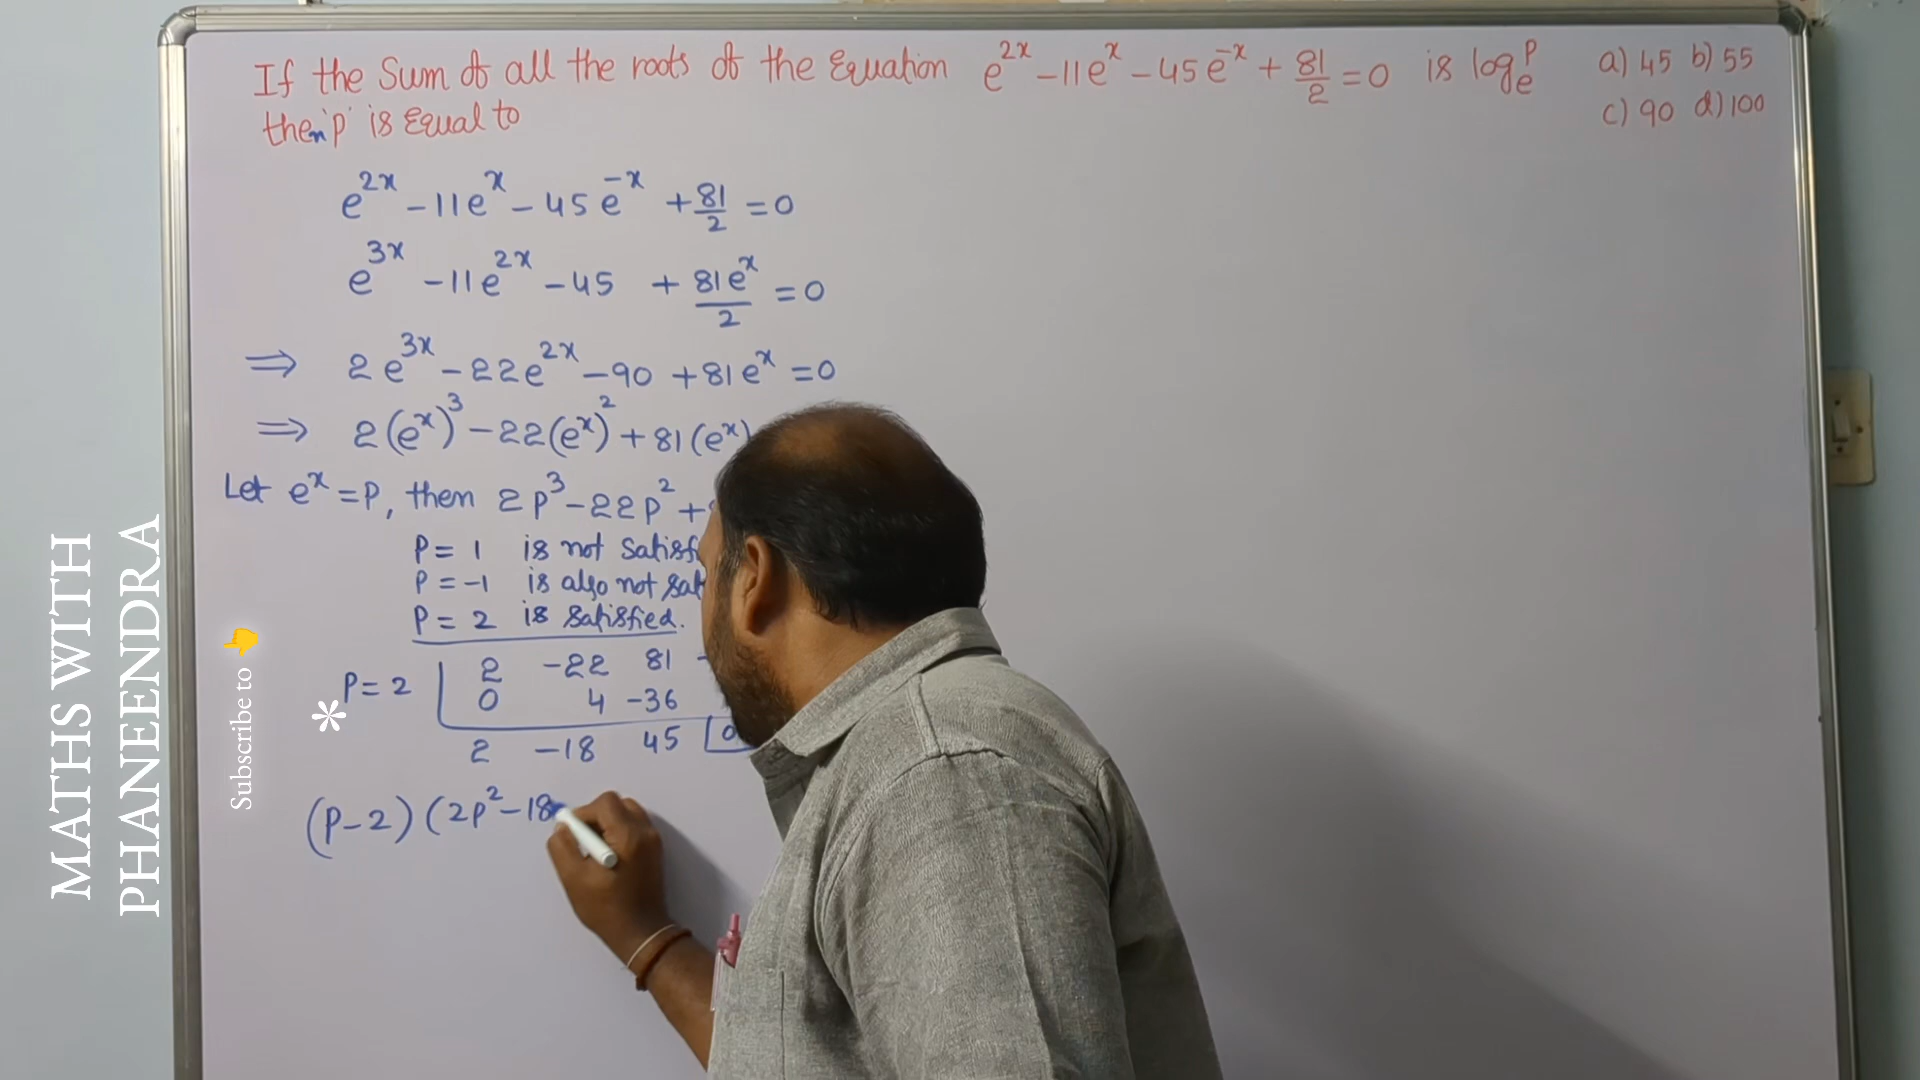 If the Sum of all the roots of the Equation e^{2x} - 11e^x - 45e^{-x} + 81/2 = 0 is log_e^P a) 45 b) 55
then 'p' is Equal to c) 90 d) 100
e^{2x} - 11e^x - 45e^{-x} + 81/2 = 0
e^{3x} - 11e^{2x} - 45 + 81e^x/2 = 0
⇒ 2e^{3x} - 22e^{2x} - 90 + 81e^x = 0
⇒ 2(e^x)^3 - 22(e^x)^2 + 81(e^x)
Let e^x = P, then 2p^3 - 22p^2 +
P = 1 is not
P = -1 is also not
P = 2 is satisfied.
P = 2 2 -22 81 -
0 4 -36
2 -18 45 0
(P-2)(2p^2 - 18
MATHS WITH
PHANEENDRA
Subscribe to 👈
*